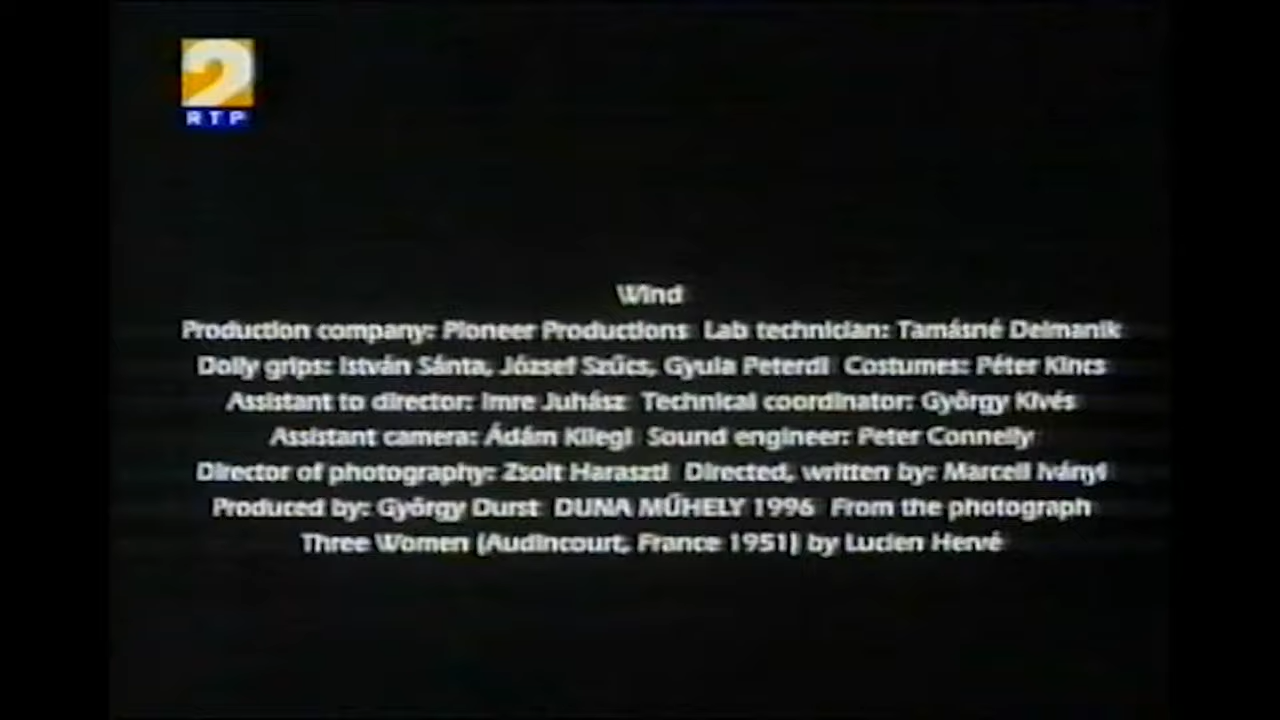 2
RTP
Wind
Production company: Pioneer Productions Lab technician: Tamásné Delmanik
Dolly grips: István Sánta, József Szűcs, Gyula Peterdi Costumes: Péter Kincs
Assistant to director: Imre Juhász Technical coordinator: György Kivés
Assistant camera: Ádám Kliegl Sound engineer: Peter Connelly
Director of photography: Zsolt Haraszti Directed, written by: Marcell Iványi
Produced by: György Durst DUNA MŰHELY 1996 From the photograph
Three Women (Audincourt, France 1951) by Lucien Hervé